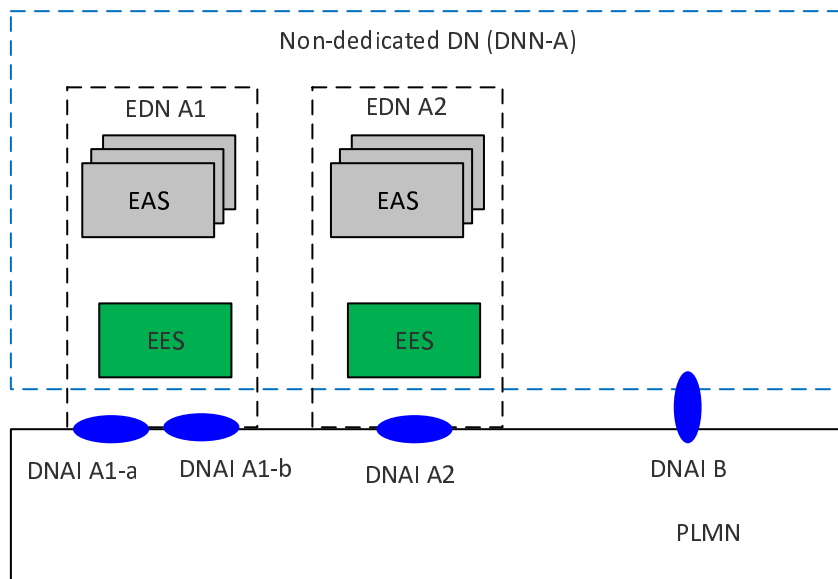 Non-dedicated DN (DNN-A)
EDN A1
EDN A2
EAS
EAS
EES
EES
DNAI A1-a
DNAI A1-b
DNAI A2
DNAI B
PLMN